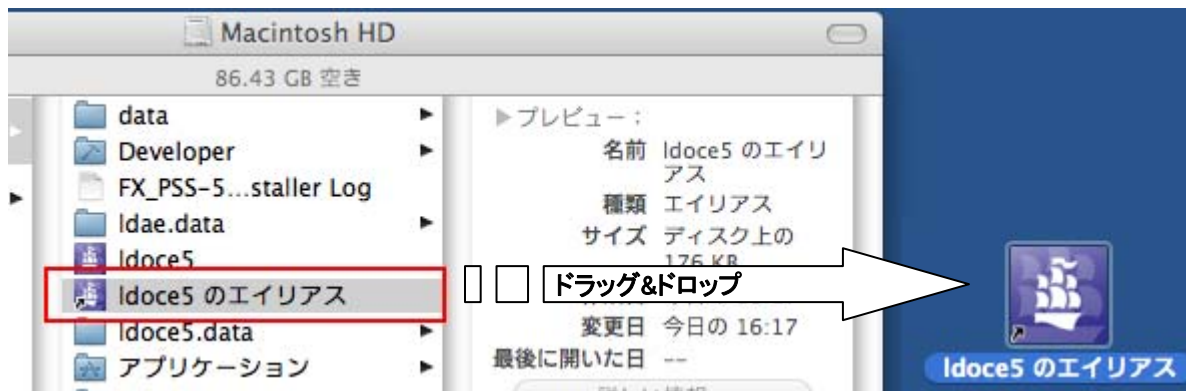 Macintosh HD
86.43 GB 空き
data
Developer
FX_PSS-5...staller Log
ldae.data
ldoce5
ldoce5 のエイリアス
ldoce5.data
アプリケーション
プレビュー：
名前 ldoce5 のエイリ
アス
種類 エイリアス
サイズ ディスク上の
176 KB
変更日 今日の 16:17
最後に開いた日 --
ドラッグ&ドロップ
ldoce5 のエイリアス